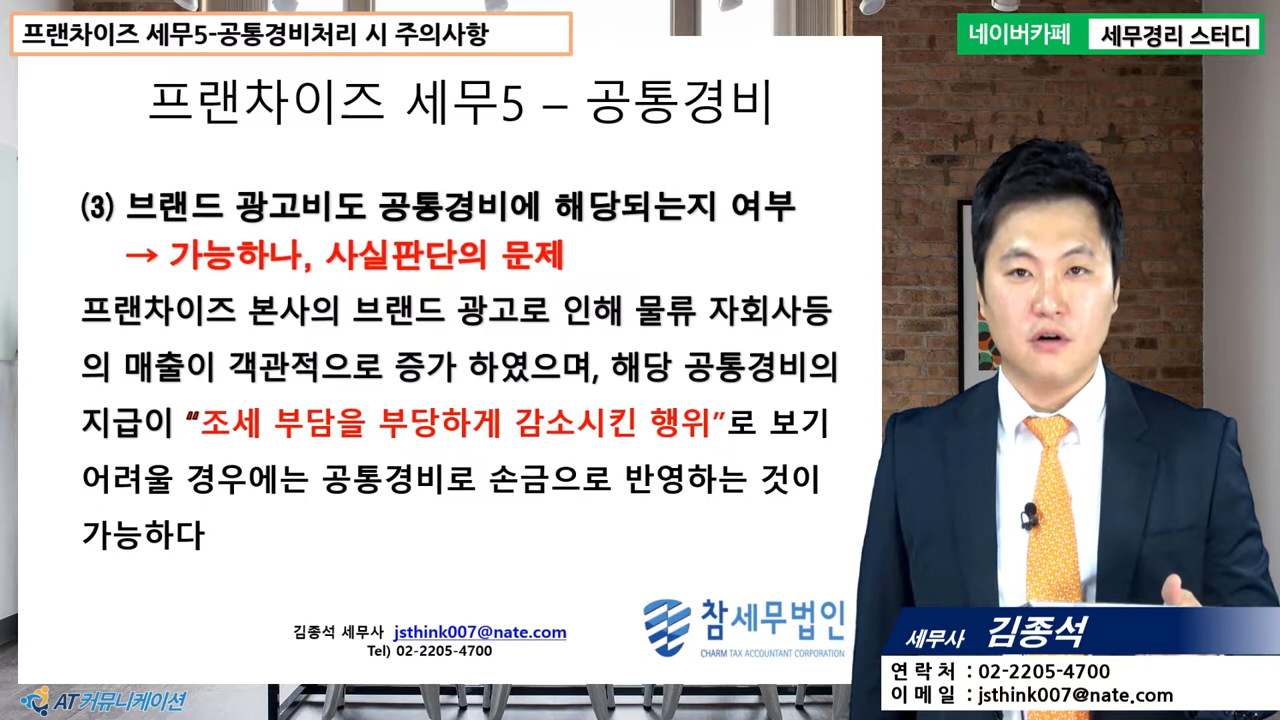 프랜차이즈 세무5-공통경비처리 시 주의사항
네이버카페 세무경리 스터디
프랜차이즈 세무5 – 공통경비
(3) 브랜드 광고비도 공통경비에 해당되는지 여부
→ 가능하나, 사실판단의 문제
프랜차이즈 본사의 브랜드 광고로 인해 물류 자회사등
의 매출이 객관적으로 증가 하였으며, 해당 공통경비의
지급이 “조세 부담을 부당하게 감소시킨 행위”로 보기
어려울 경우에는 공통경비로 손금으로 반영하는 것이
가능하다
김종석 세무사 jsthink007@nate.com
Tel) 02-2205-4700
참세무법인
CHARM TAX ACCOUNTANT CORPORATION
세무사 김종석
연락처 : 02-2205-4700
이메일 : jsthink007@nate.com
AT커뮤니케이션